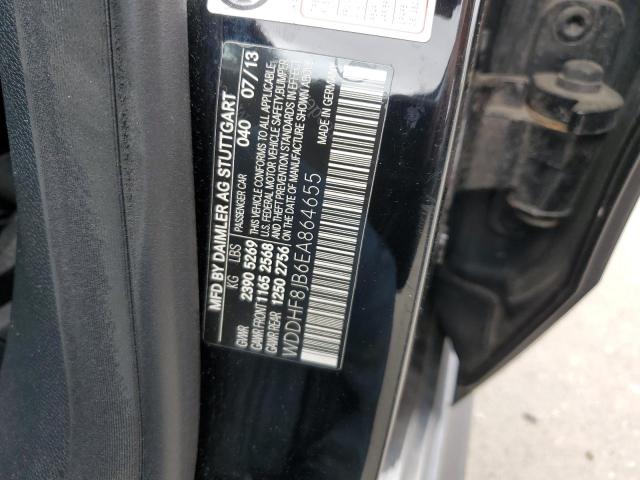 MFD BY DAIMLER AG STUTTGART
PASSENGER CAR 040 07/13
KG LBS
GVWR 2390 5269
GAWR FRONT 1165 2568
GAWR REAR 1250 2756
THIS VEHICLE CONFORMS TO ALL APPLICABLE
U.S. FEDERAL MOTOR VEHICLE SAFETY, BUMPER
AND THEFT PREVENTION STANDARDS IN EFFECT
ON THE DATE OF MANUFACTURE SHOWN ABOVE
WDDHF8JB6EA864655
MADE IN GERMANY